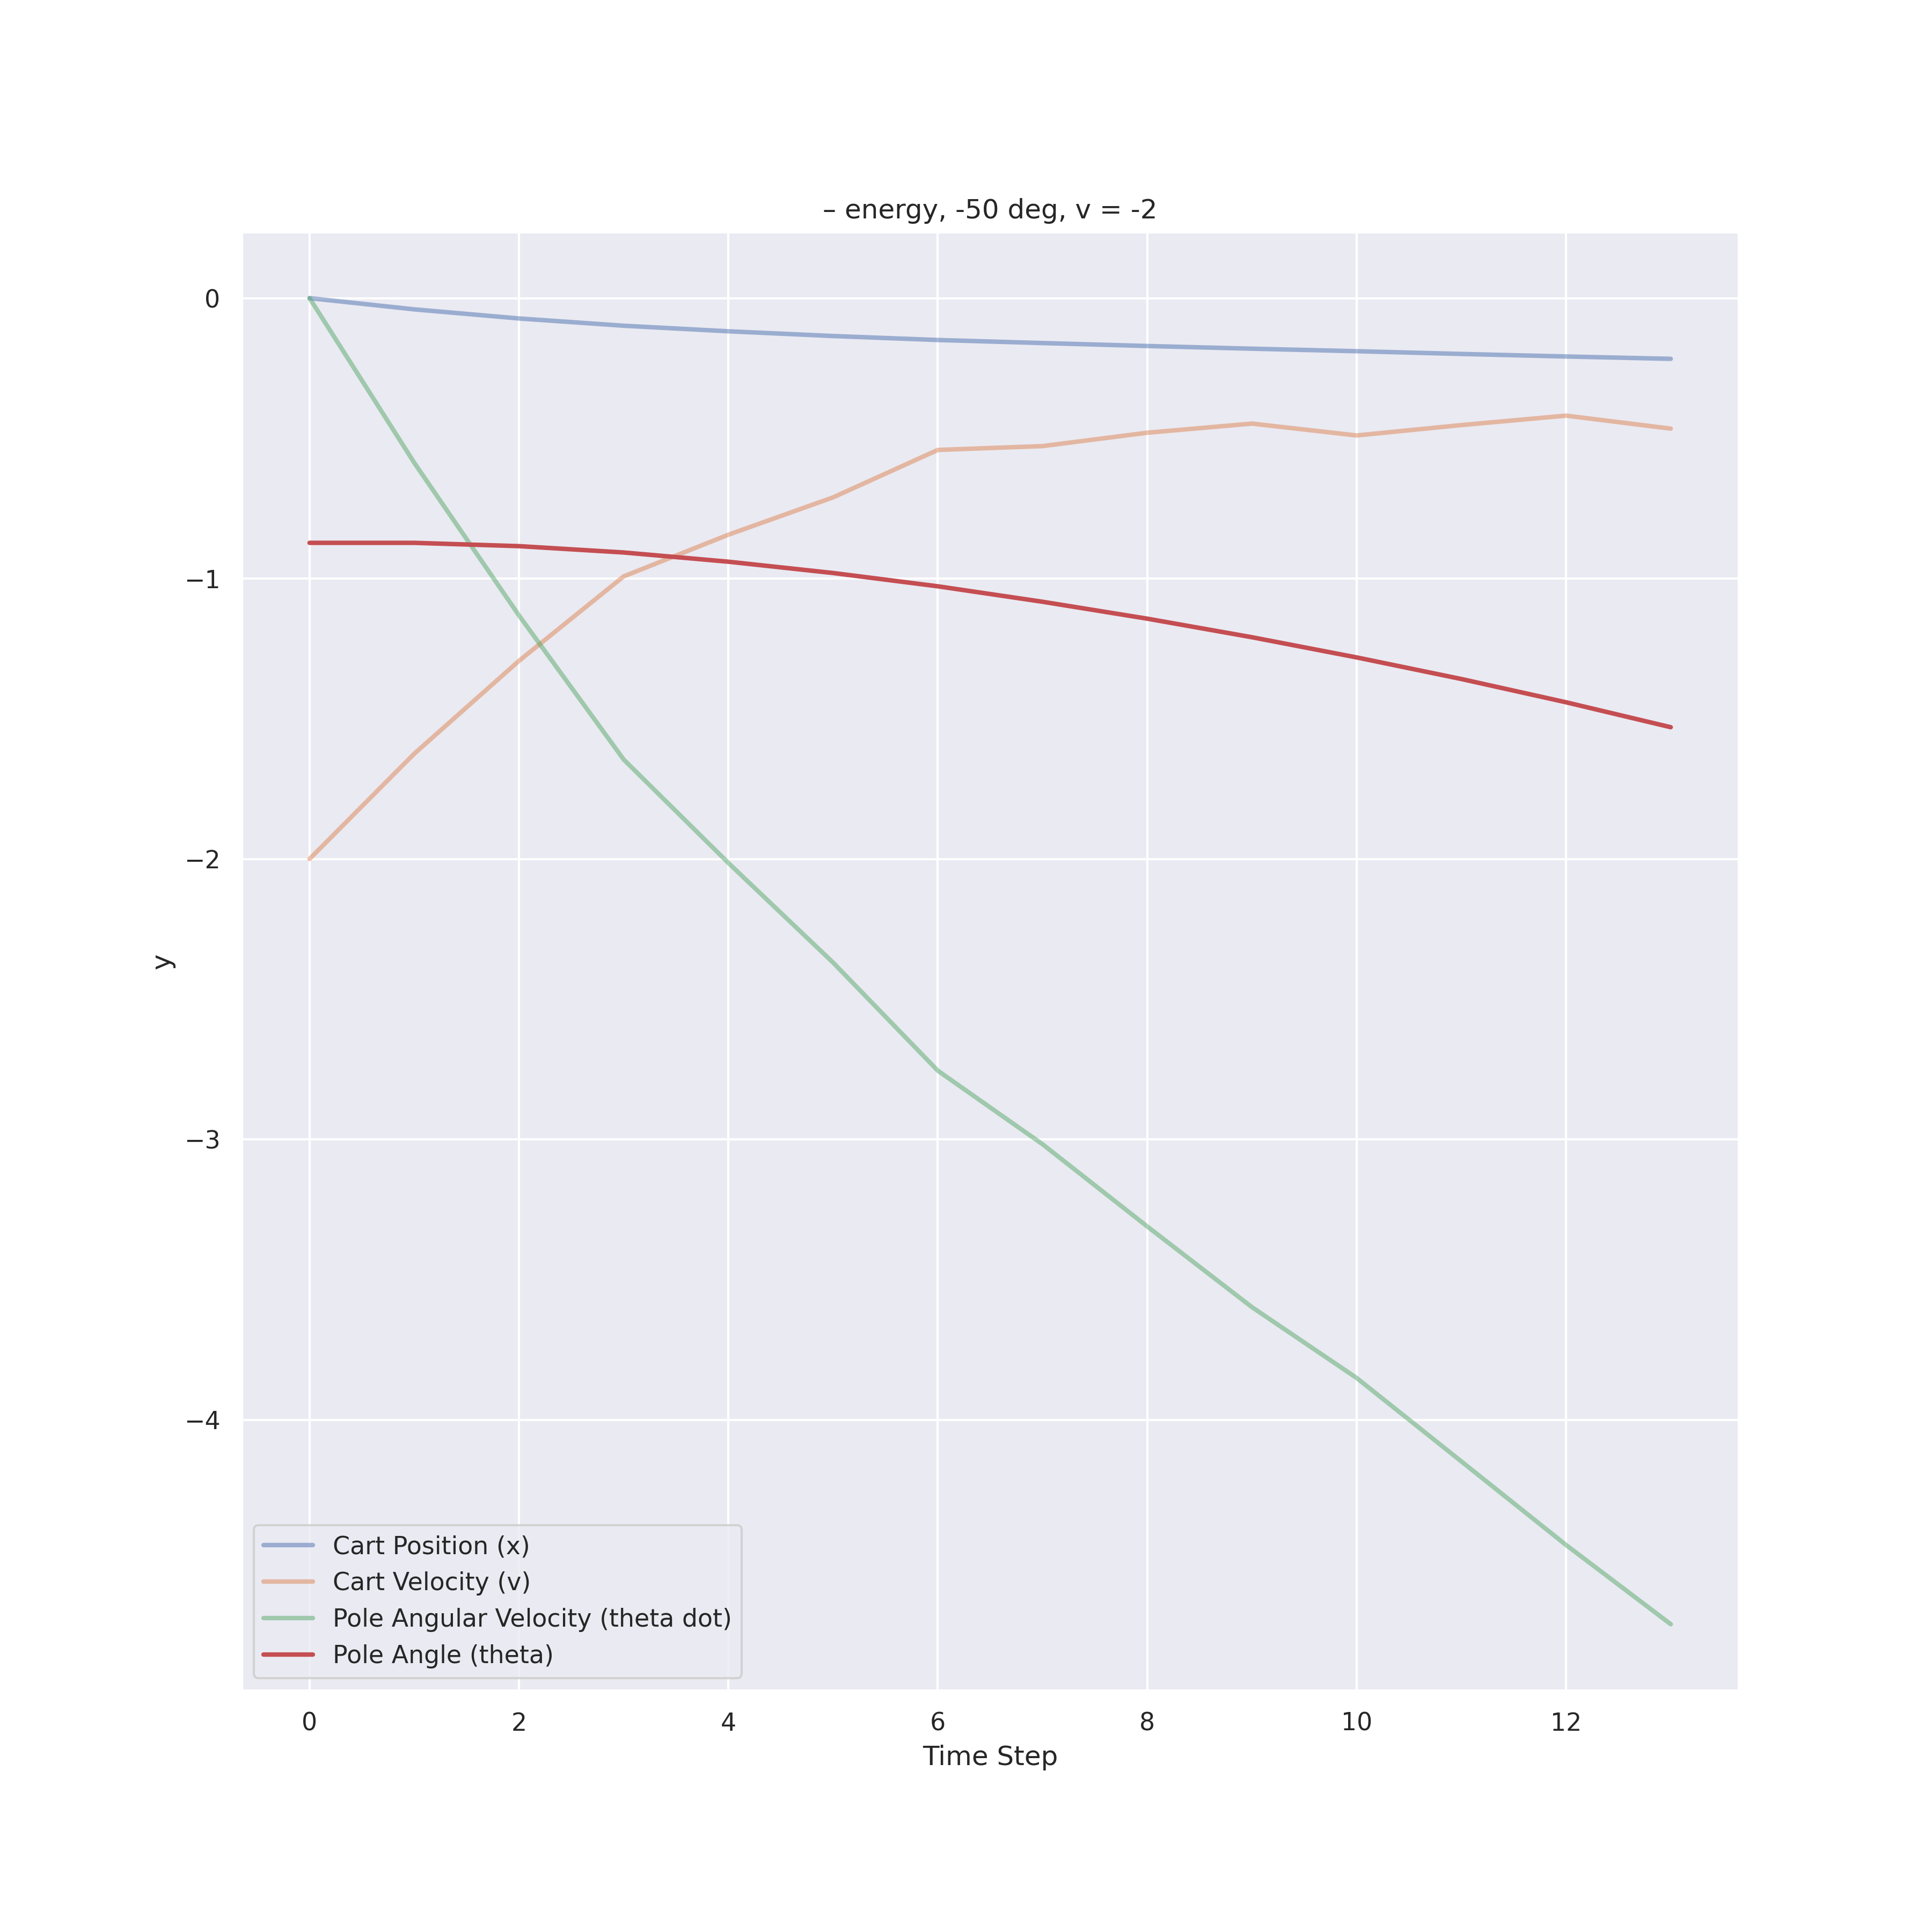 – energy, -50 deg, v = -2
0
−1
−2
−3
−4
y
Cart Position (x)
Cart Velocity (v)
Pole Angular Velocity (theta dot)
Pole Angle (theta)
0 2 4 6 8 10 12
Time Step